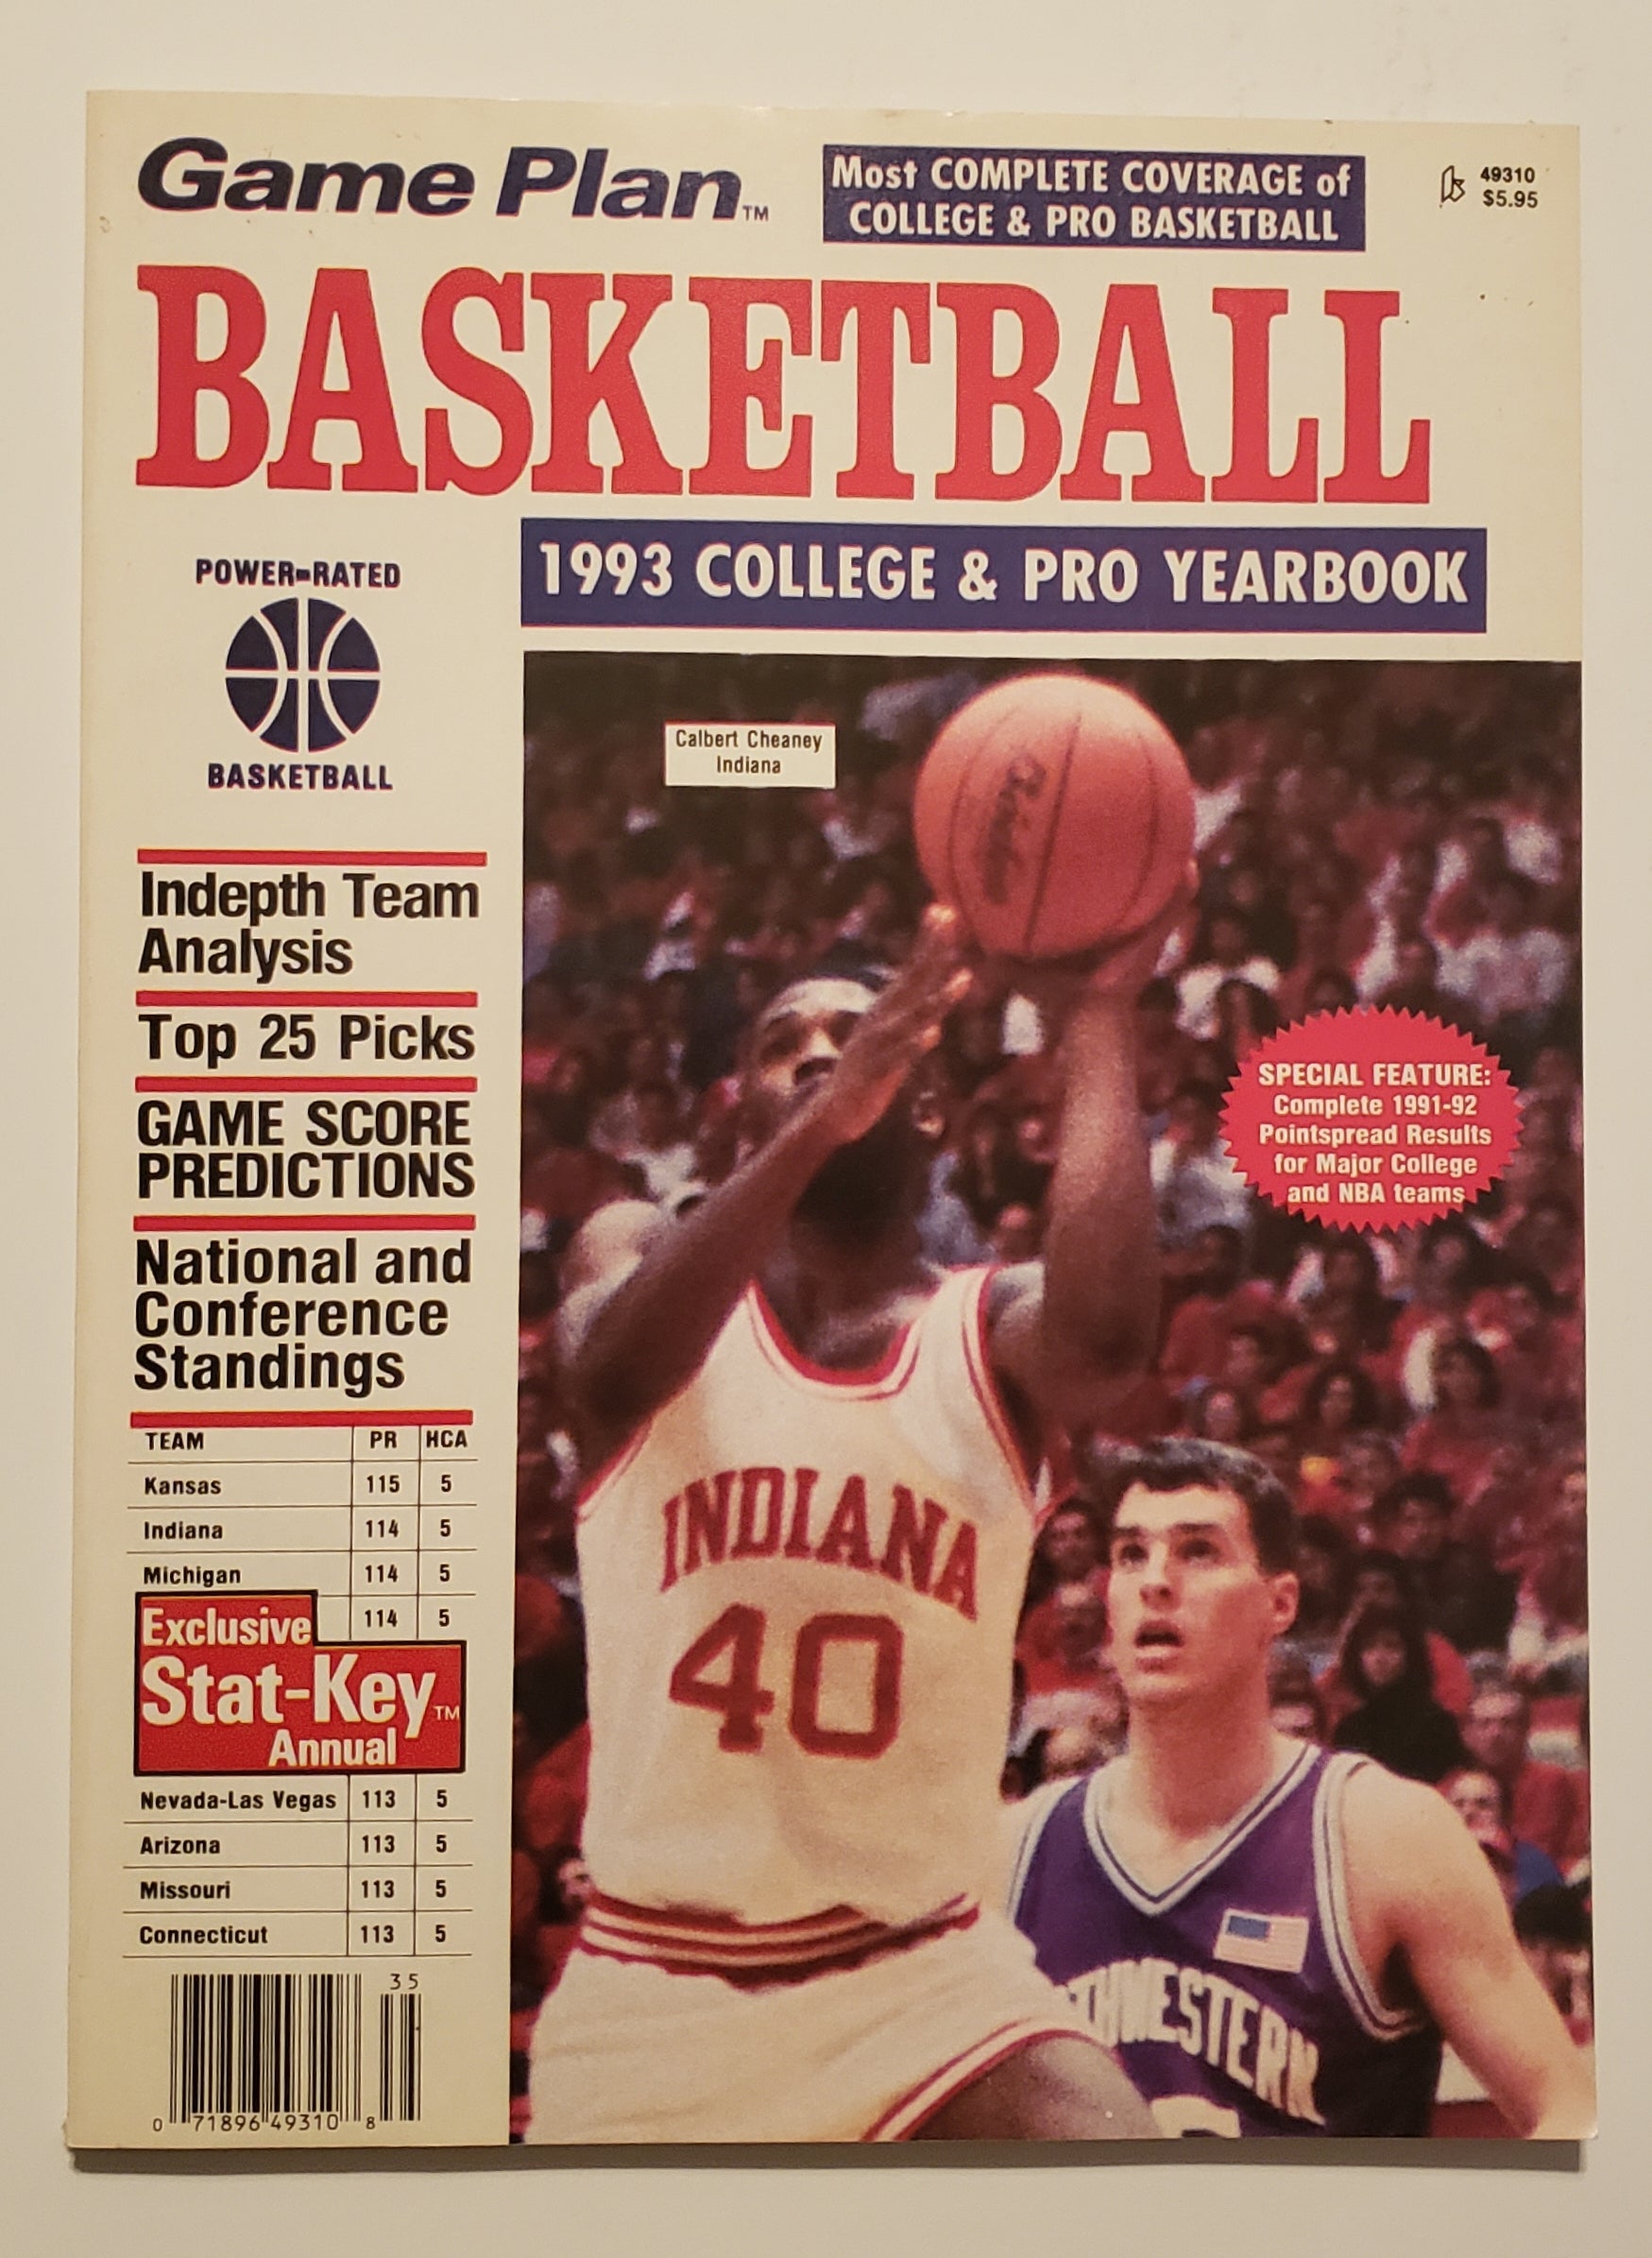 Game Plan™
Most COMPLETE COVERAGE of
COLLEGE & PRO BASKETBALL
49310
$5.95
BASKETBALL
1993 COLLEGE & PRO YEARBOOK
POWER-RATED
BASKETBALL
Calbert Cheaney
Indiana
Indepth Team
Analysis
Top 25 Picks
GAME SCORE
PREDICTIONS
National and
Conference
Standings
SPECIAL FEATURE:
Complete 1991-92
Pointspread Results
for Major College
and NBA teams
TEAM PR HCA
Kansas 115 5
Indiana 114 5
Michigan 114 5
114 5
Exclusive
Stat-Key™
Annual
Nevada-Las Vegas 113 5
Arizona 113 5
Missouri 113 5
Connecticut 113 5
35
0 71896 49310 8
INDIANA
40
THWESTERN